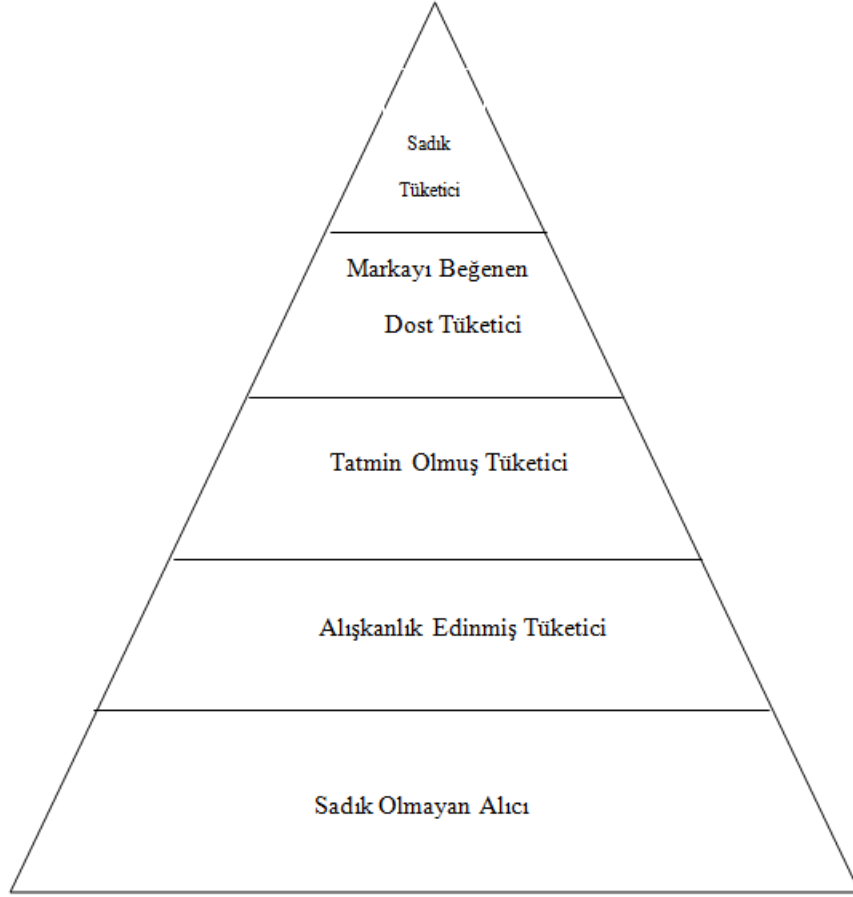 Sadık
Tüketici
Markayı Beğenen
Dost Tüketici
Tatmin Olmuş Tüketici
Alışkanlık Edinmiş Tüketici
Sadık Olmayan Alıcı